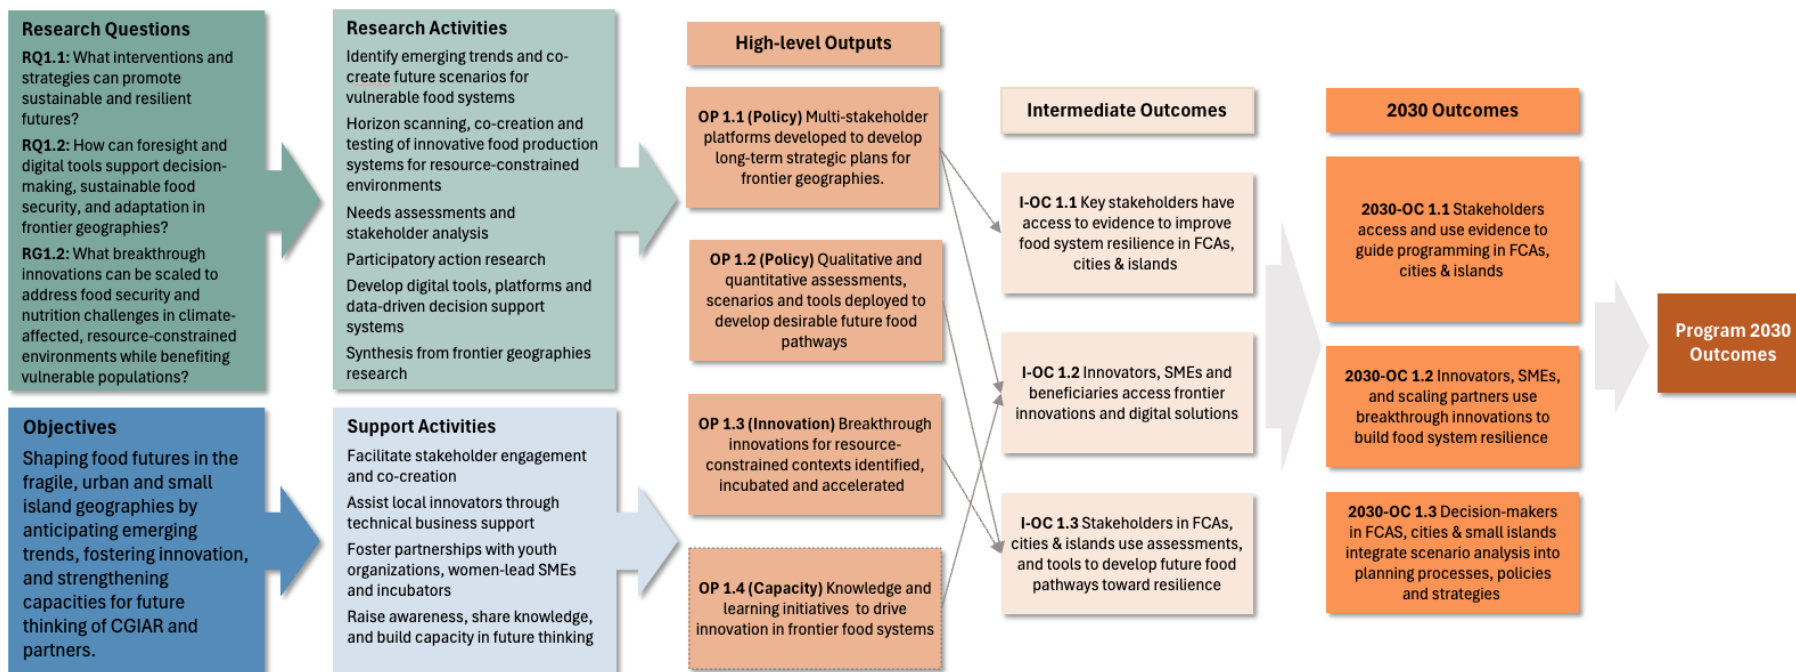 Research Questions
RQ1.1: What interventions and
strategies can promote
sustainable and resilient
futures?
RQ1.2: How can foresight and
digital tools support decision-
making, sustainable food
security, and adaptation in
frontier geographies?
RG1.2: What breakthrough
innovations can be scaled to
address food security and
nutrition challenges in climate-
affected, resource-constrained
environments while benefiting
vulnerable populations?
Objectives
Shaping food futures in the
fragile, urban and small
island geographies by
anticipating emerging
trends, fostering innovation,
and strengthening
capacities for future
thinking of CGIAR and
partners.
Research Activities
Identify emerging trends and co-
create future scenarios for
vulnerable food systems
Horizon scanning, co-creation and
testing of innovative food production
systems for resource-constrained
environments
Needs assessments and
stakeholder analysis
Participatory action research
Develop digital tools, platforms and
data-driven decision support
systems
Synthesis from frontier geographies
research
Support Activities
Facilitate stakeholder engagement
and co-creation
Assist local innovators through
technical business support
Foster partnerships with youth
organizations, women-lead SMEs
and incubators
Raise awareness, share knowledge,
and build capacity in future thinking
High-level Outputs
OP 1.1 (Policy) Multi-stakeholder
platforms developed to develop
long-term strategic plans for
frontier geographies.
OP 1.2 (Policy) Qualitative and
quantitative assessments,
scenarios and tools deployed to
develop desirable future food
pathways
OP 1.3 (Innovation) Breakthrough
innovations for resource-
constrained contexts identified,
incubated and accelerated
OP 1.4 (Capacity) Knowledge and
learning initiatives to drive
innovation in frontier food systems
Intermediate Outcomes
I-OC 1.1 Key stakeholders have
access to evidence to improve
food system resilience in FCAs,
cities & islands
I-OC 1.2 Innovators, SMEs and
beneficiaries access frontier
innovations and digital solutions
I-OC 1.3 Stakeholders in FCAs,
cities & islands use assessments,
and tools to develop future food
pathways toward resilience
2030 Outcomes
2030-OC 1.1 Stakeholders
access and use evidence to
guide programming in FCAs,
cities & islands
2030-OC 1.2 Innovators, SMEs,
and scaling partners use
breakthrough innovations to
build food system resilience
2030-OC 1.3 Decision-makers
in FCAS, cities & small islands
integrate scenario analysis into
planning processes, policies
and strategies
Program 2030
Outcomes